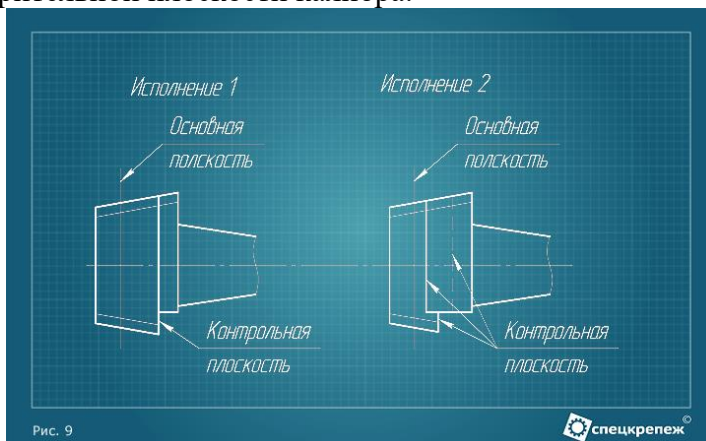 Исполнение 1
Основная
полскость
Контрольная
плоскость
Исполнение 2
Основная
полскость
Контрольная
плоскость
Рис. 9
спецкрепеж©